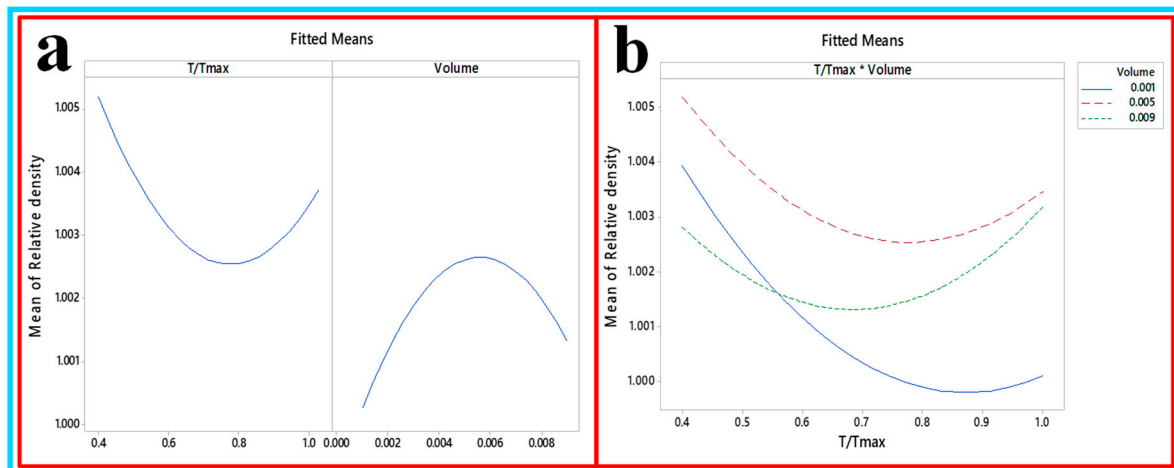 a
Fitted Means
T/Tmax
Volume
Mean of Relative density
1.005
1.004
1.003
1.002
1.001
1.000
0.4 0.6 0.8 1.0 0.000 0.002 0.004 0.006 0.008
b
Fitted Means
T/Tmax * Volume
Mean of Relative density
1.005
1.004
1.003
1.002
1.001
1.000
0.4 0.5 0.6 0.7 0.8 0.9 1.0
T/Tmax
Volume
0.001
0.005
0.009